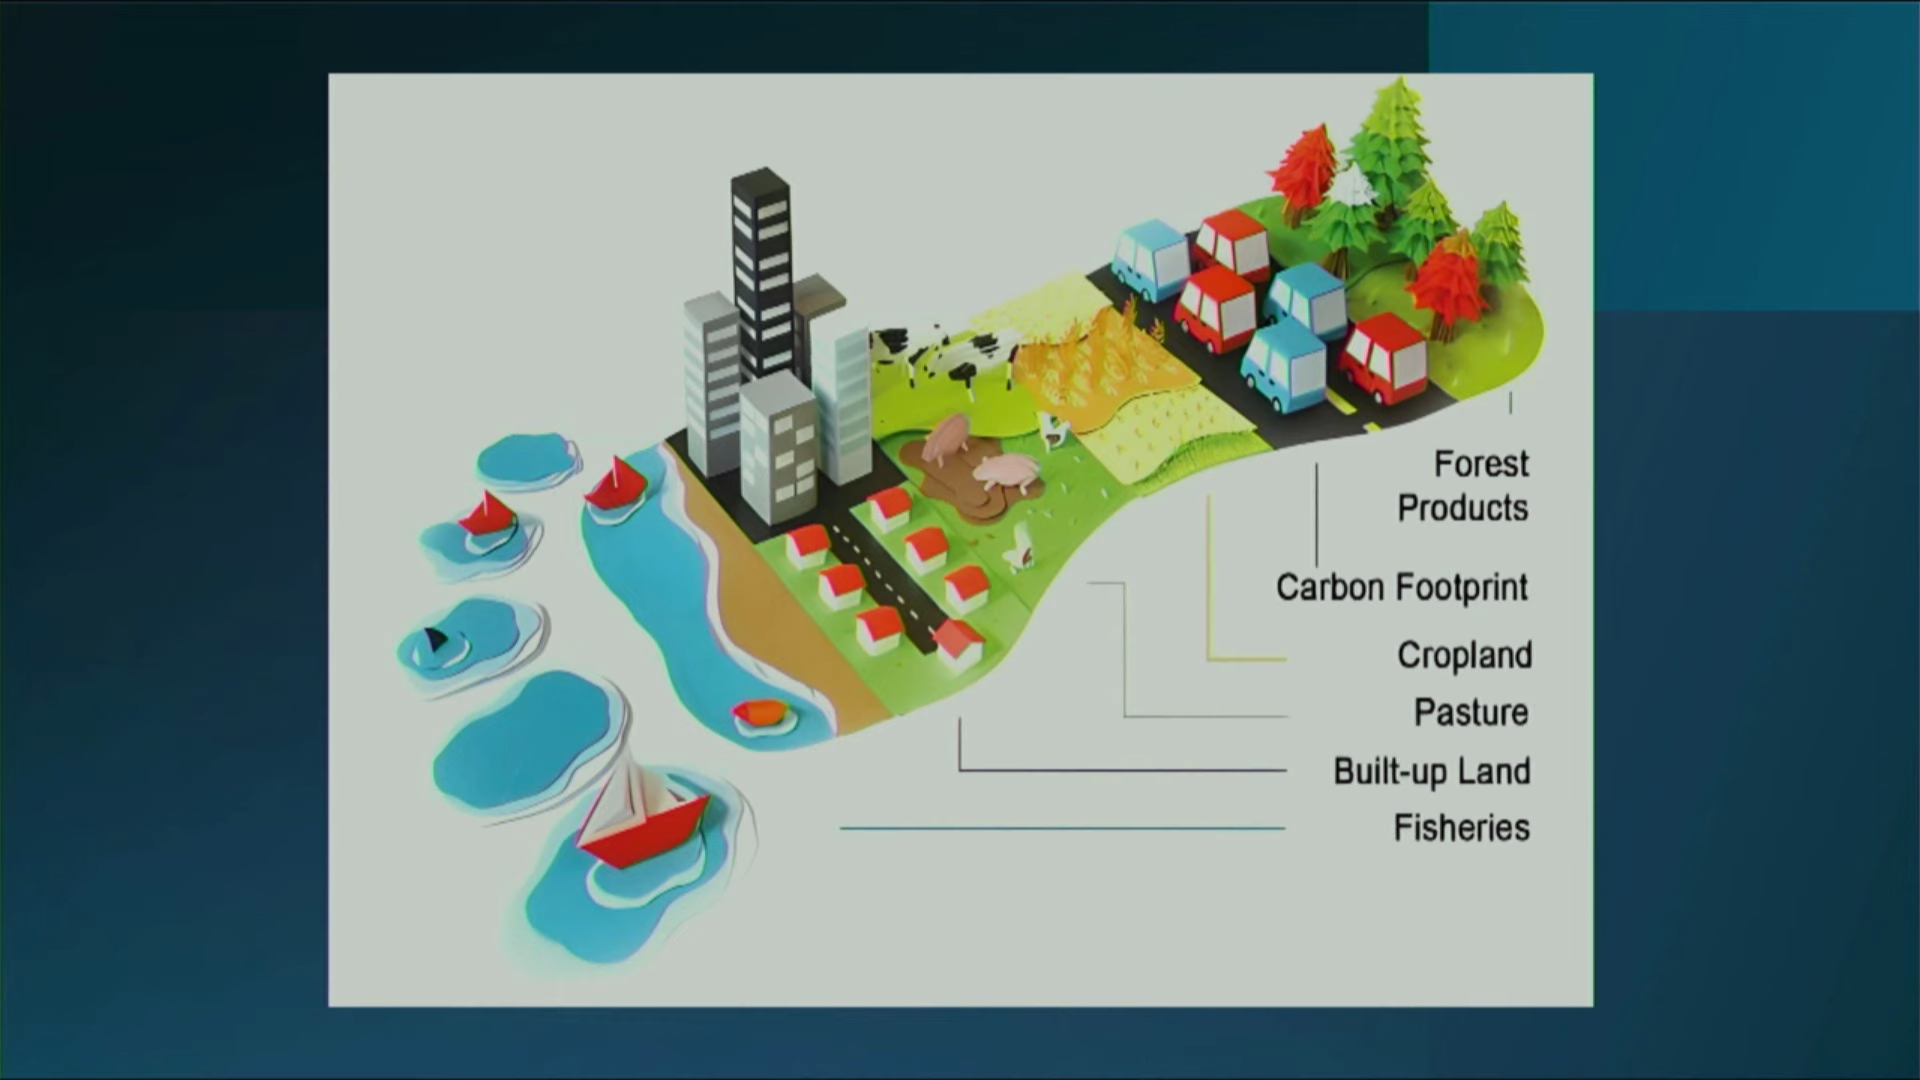 Forest
Products
Carbon Footprint
Cropland
Pasture
Built-up Land
Fisheries